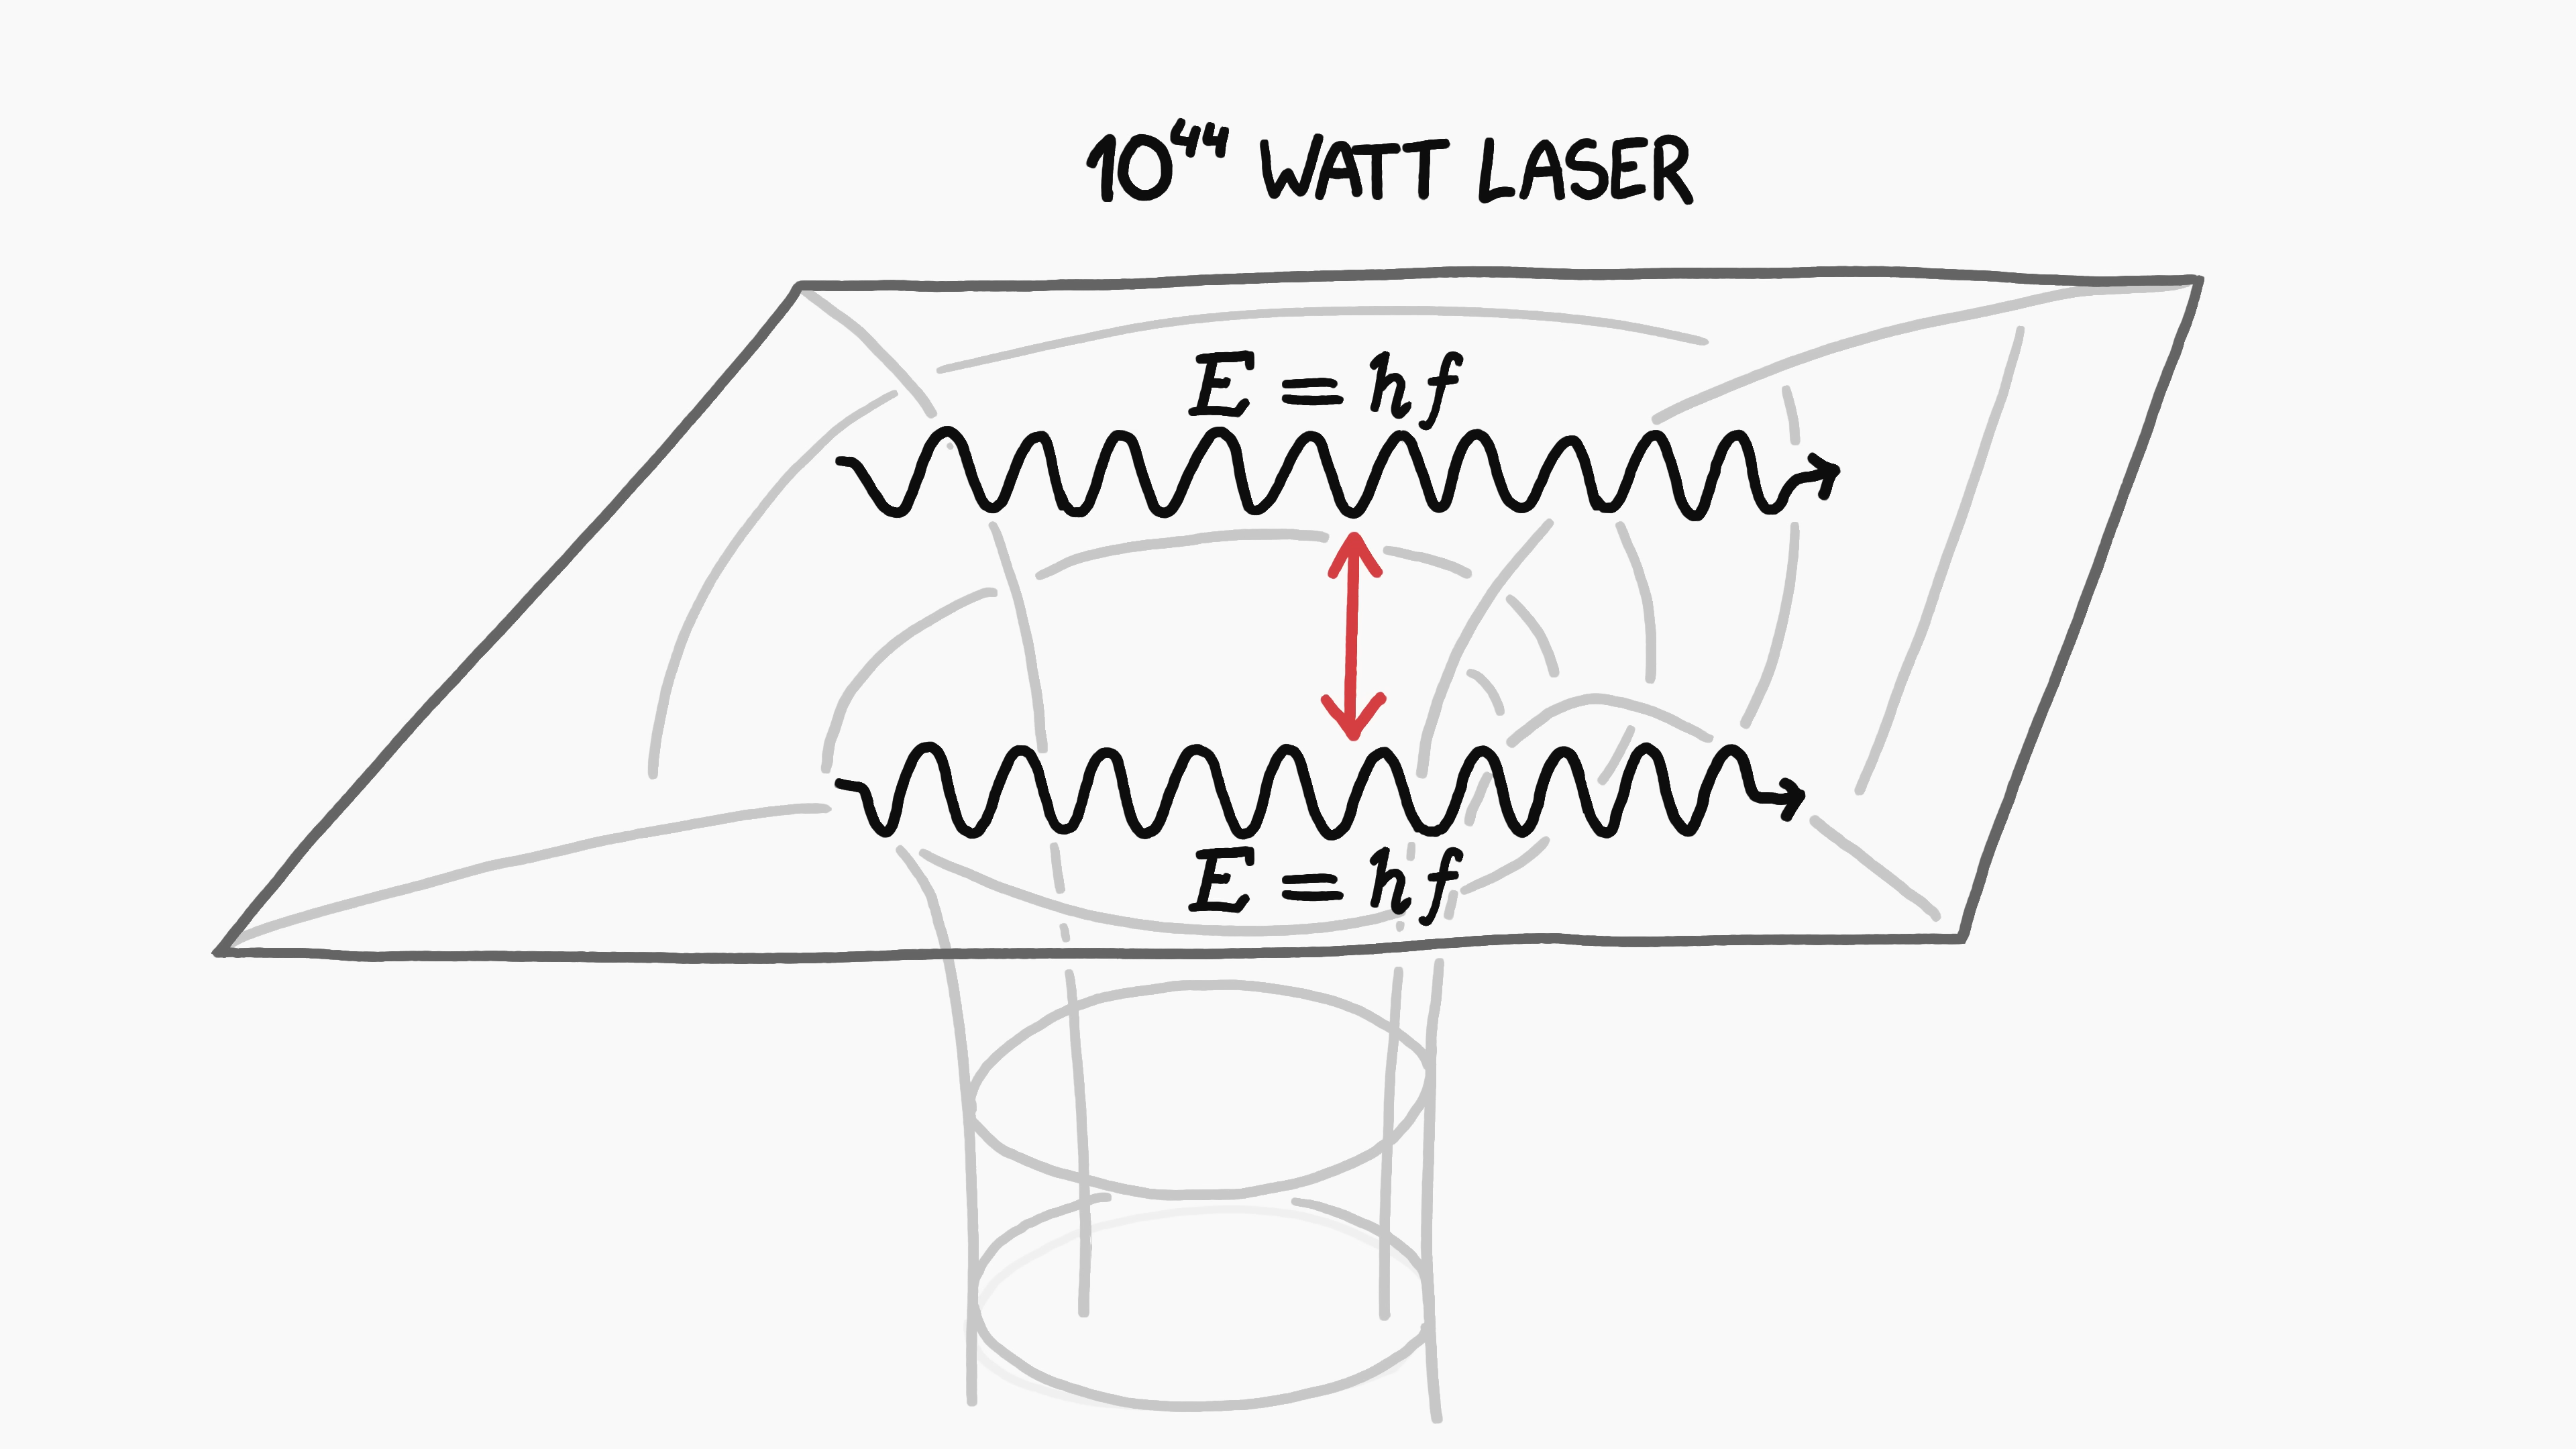 10⁴⁴ WATT LASER
E = hf
E = hf